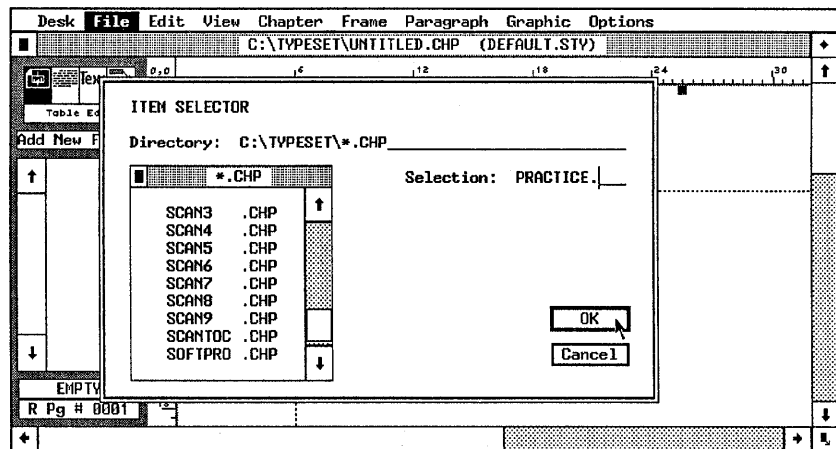 Desk File Edit View Chapter Frame Paragraph Graphic Options
C:\TYPESET\UNTITLED.CHP (DEFAULT.STY)
Tex 0,0 6 12 18 24 30
Table Ed
Add New F
ITEM SELECTOR
Directory: C:\TYPESET\*.CHP
*.CHP
Selection: PRACTICE.
SCAN3 .CHP
SCAN4 .CHP
SCAN5 .CHP
SCAN6 .CHP
SCAN7 .CHP
SCAN8 .CHP
SCAN9 .CHP
SCANTOC .CHP
SOFTPRO .CHP
OK
Cancel
EMPTY
R Pg # 0001